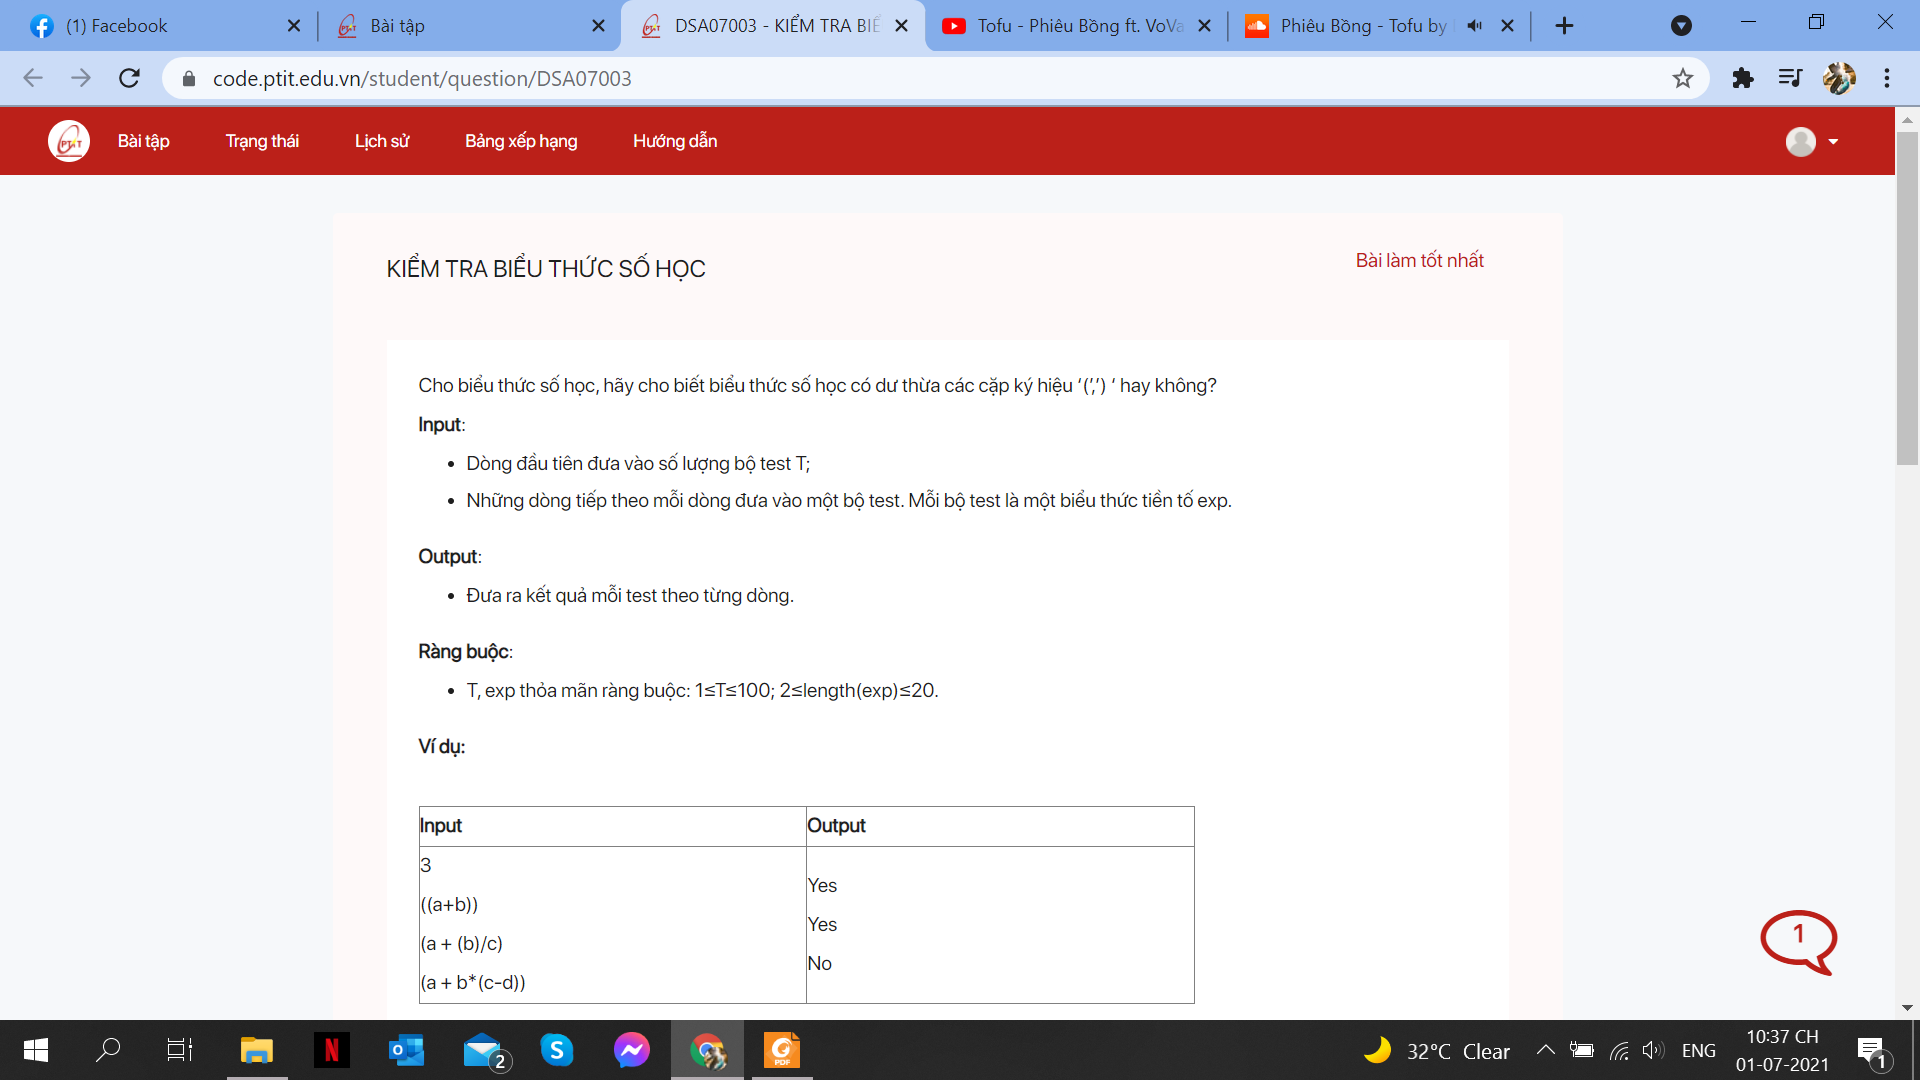 (1) Facebook
Bài tập
DSA07003 - KIỂM TRA BIỂ
Tofu - Phiêu Bồng ft. VoVa
Phiêu Bồng - Tofu by
code.ptit.edu.vn/student/question/DSA07003
PTIT
Bài tập
Trạng thái
Lịch sử
Bảng xếp hạng
Hướng dẫn
KIỂM TRA BIỂU THỨC SỐ HỌC
Bài làm tốt nhất
Cho biểu thức số học, hãy cho biết biểu thức số học có dư thừa các cặp ký hiệu ‘(’,’) ‘ hay không?
Input:
• Dòng đầu tiên đưa vào số lượng bộ test T;
• Những dòng tiếp theo mỗi dòng đưa vào một bộ test. Mỗi bộ test là một biểu thức tiền tố exp.
Output:
• Đưa ra kết quả mỗi test theo từng dòng.
Ràng buộc:
• T, exp thỏa mãn ràng buộc: 1≤T≤100; 2≤length(exp)≤20.
Ví dụ:
Input
Output
3
((a+b))
(a + (b)/c)
(a + b*(c-d))
Yes
Yes
No
1
N
2
S
PDF
32°C Clear
ENG
10:37 CH
01-07-2021
1